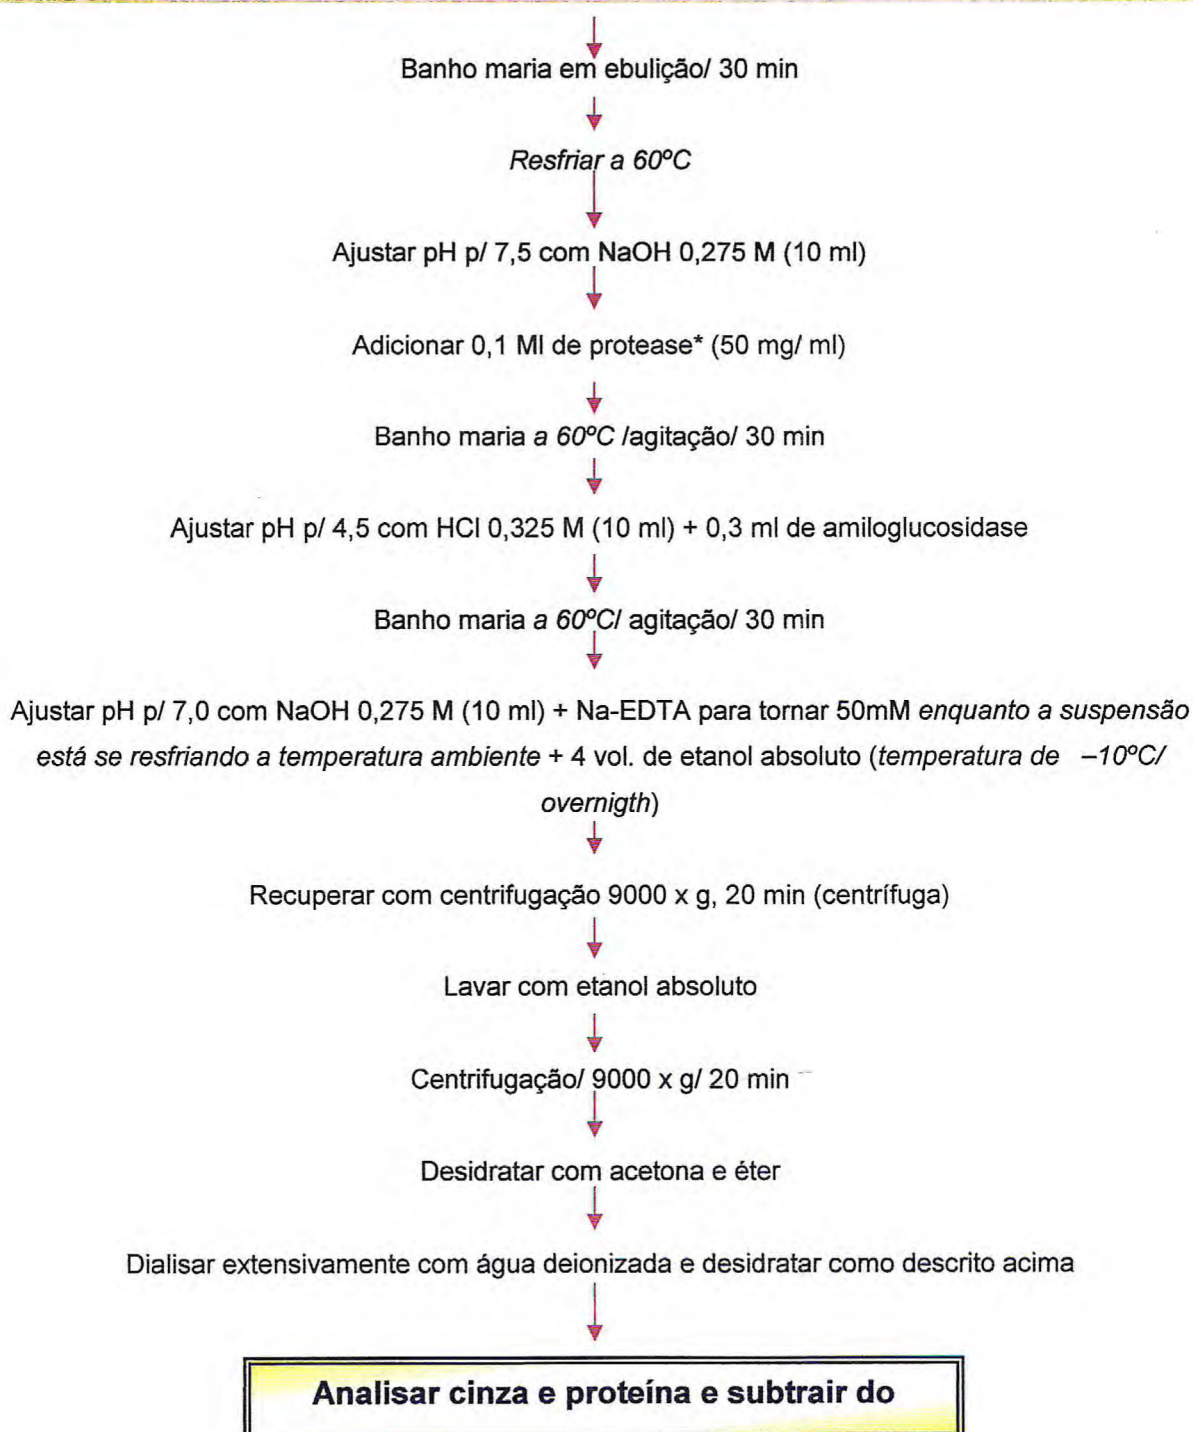 Banho maria em ebulição/ 30 min
Resfriar a 60ºC
Ajustar pH p/ 7,5 com NaOH 0,275 M (10 ml)
Adicionar 0,1 Ml de protease* (50 mg/ ml)
Banho maria a 60ºC /agitação/ 30 min
Ajustar pH p/ 4,5 com HCl 0,325 M (10 ml) + 0,3 ml de amiloglucosidase
Banho maria a 60ºC/ agitação/ 30 min
Ajustar pH p/ 7,0 com NaOH 0,275 M (10 ml) + Na-EDTA para tornar 50mM enquanto a suspensão
está se resfriando a temperatura ambiente + 4 vol. de etanol absoluto (temperatura de –10ºC/
overnigth)
Recuperar com centrifugação 9000 x g, 20 min (centrífuga)
Lavar com etanol absoluto
Centrifugação/ 9000 x g/ 20 min
Desidratar com acetona e éter
Dialisar extensivamente com água deionizada e desidratar como descrito acima
Analisar cinza e proteína e subtrair do